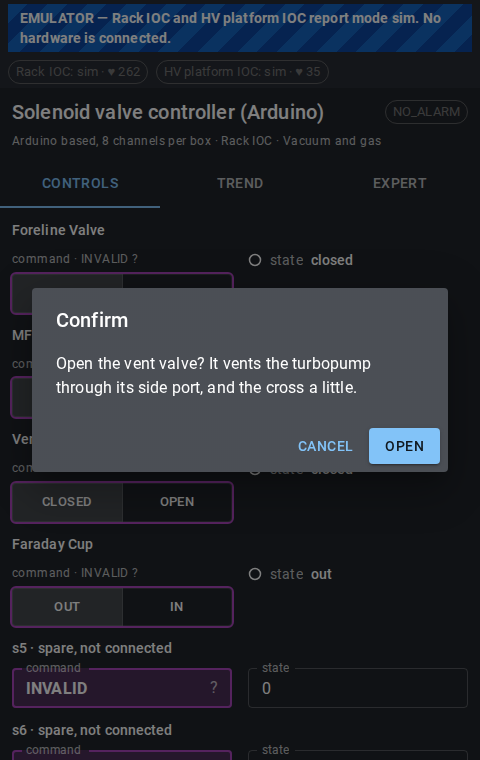 EMULATOR — Rack IOC and HV platform IOC report mode sim. No
hardware is connected.
Rack IOC: sim · ♥ 262
HV platform IOC: sim · ♥ 35
Solenoid valve controller (Arduino)
NO_ALARM
Arduino based, 8 channels per box · Rack IOC · Vacuum and gas
CONTROLS
TREND
EXPERT
Foreline Valve
command · INVALID ?
state closed
Confirm
Open the vent valve? It vents the turbopump
through its side port, and the cross a little.
CANCEL
OPEN
CLOSED
OPEN
Faraday Cup
command · INVALID ?
state out
OUT
IN
s5 · spare, not connected
command
INVALID ?
state
0
s6 · spare, not connected
command
state